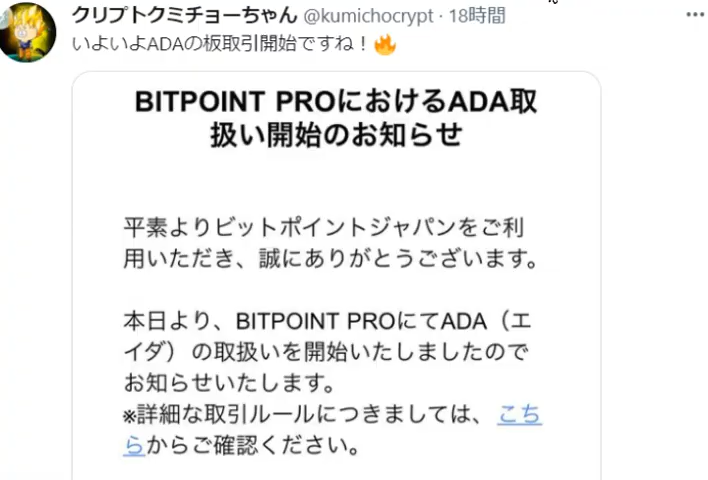 クリプトクミチョーちゃん @kumichocrypt · 18時間
いよいよADAの板取引開始ですね！🔥
BITPOINT PROにおけるADA取
扱い開始のお知らせ
平素よりビットポイントジャパンをご利
用いただき、誠にありがとうございます。
本日より、BITPOINT PROにてADA（エ
イダ）の取扱いを開始いたしましたので
お知らせいたします。
※詳細な取引ルールにつきましては、こち
らからご確認ください。